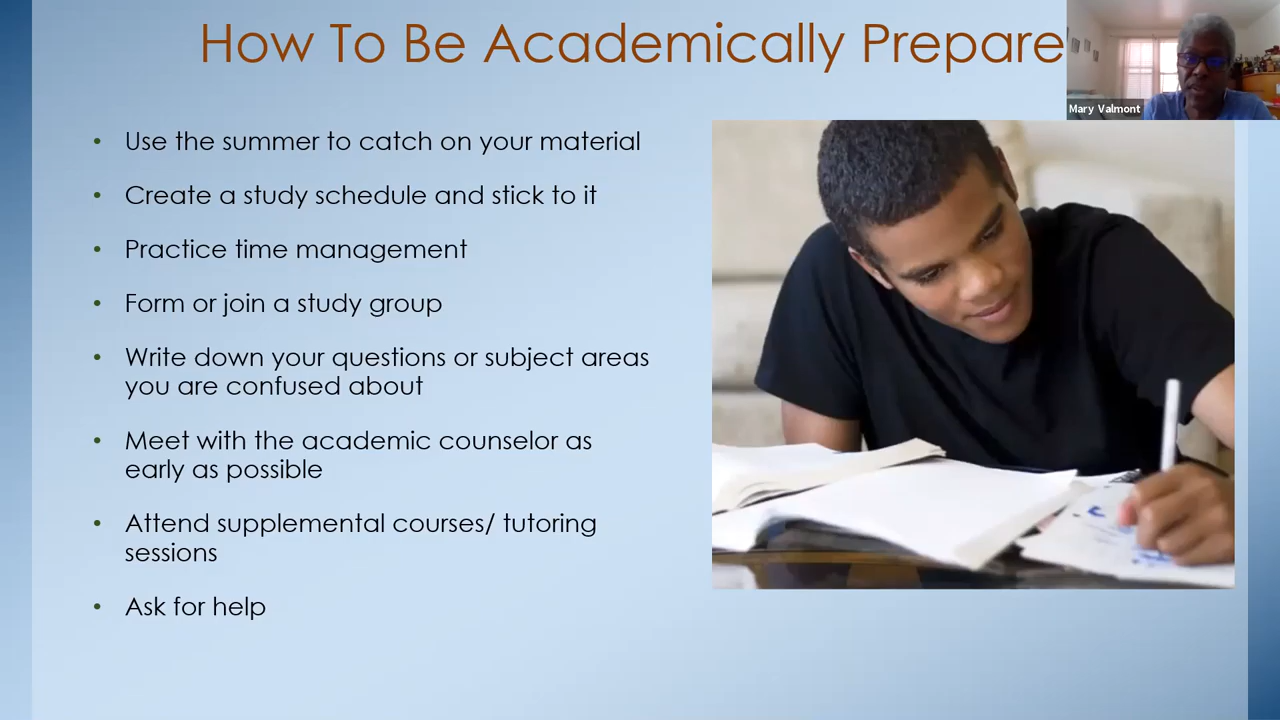 How To Be Academically Prepare
Mary Valmont
• Use the summer to catch on your material
• Create a study schedule and stick to it
• Practice time management
• Form or join a study group
• Write down your questions or subject areas
you are confused about
• Meet with the academic counselor as
early as possible
• Attend supplemental courses/ tutoring
sessions
• Ask for help